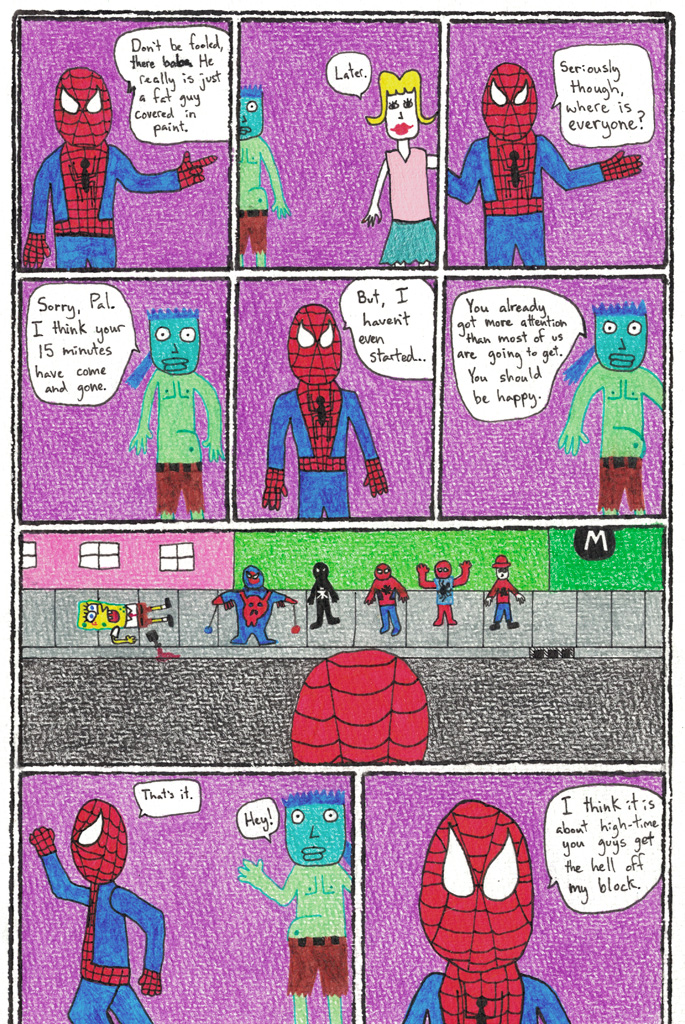 Don't be fooled,
there He
really is just
a fat guy
covered in
paint.
Later.
Seriously
though,
where is
everyone?
Sorry, Pal.
I think your
15 minutes
have come
and gone.
But, I
haven't
even
started...
You already
got more attention
than most of us
are going to get.
You should
be happy.
M
That's it.
Hey!
I think it is
about high-time
you guys get
the hell off
my block.